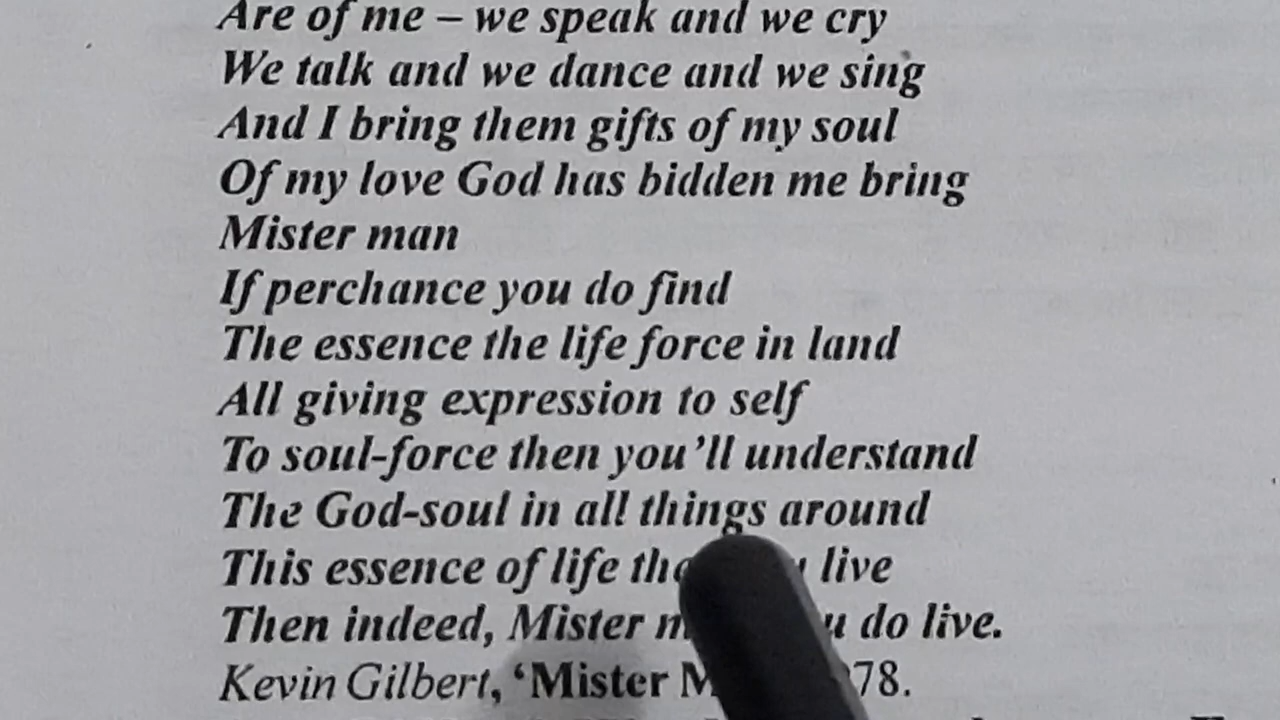 Are of me – we speak and we cry
We talk and we dance and we sing
And I bring them gifts of my soul
Of my love God has bidden me bring
Mister man
If perchance you do find
The essence the life force in land
All giving expression to self
To soul-force then you'll understand
The God-soul in all things around
This essence of life live
Then indeed, Mister do live.
Kevin Gilbert, ‘Mister